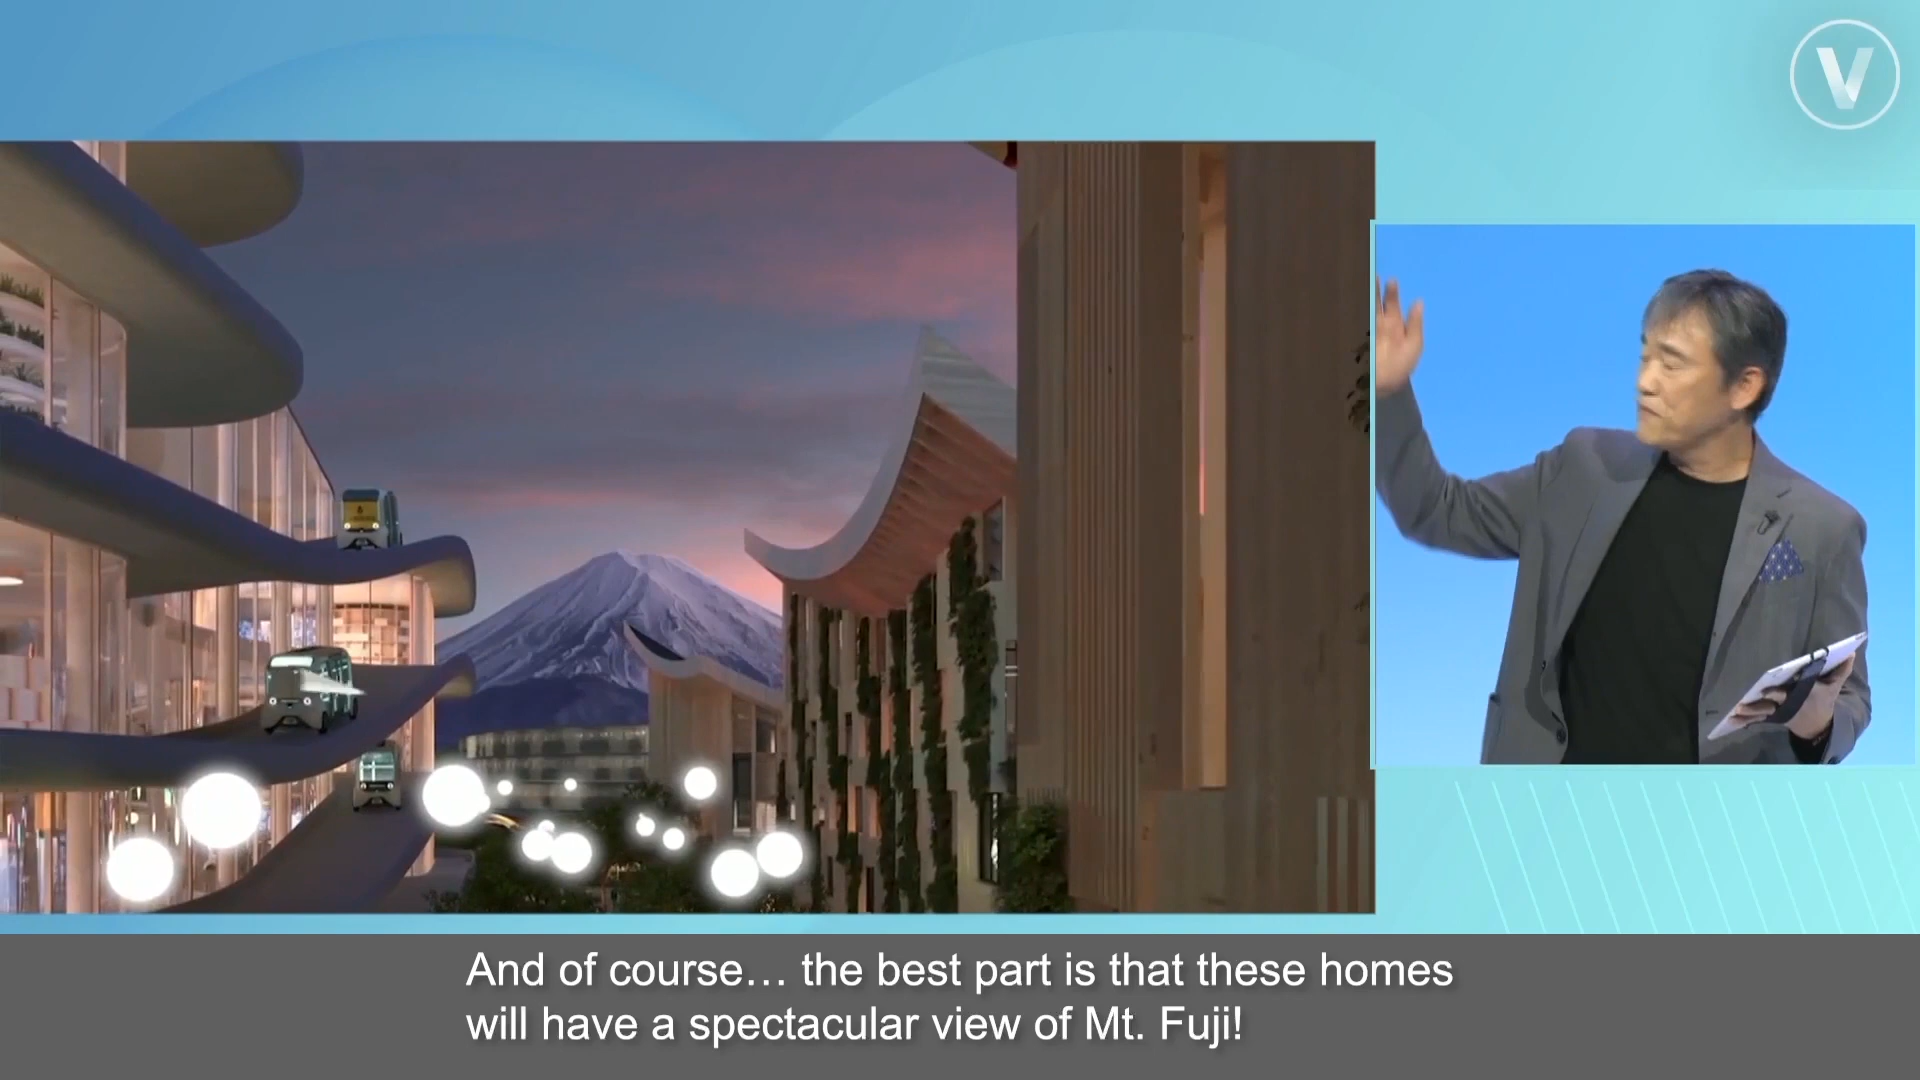 V
And of course… the best part is that these homes
will have a spectacular view of Mt. Fuji!